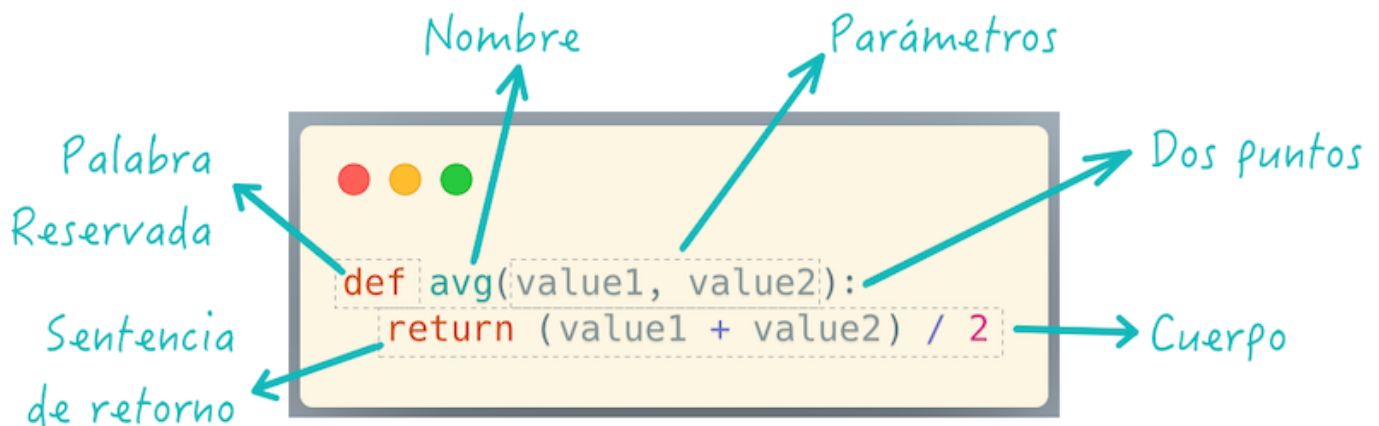 Nombre
Parámetros
Palabra
Reservada
Dos puntos
def avg(value1, value2):
return (value1 + value2) / 2
Sentencia
de retorno
Cuerpo